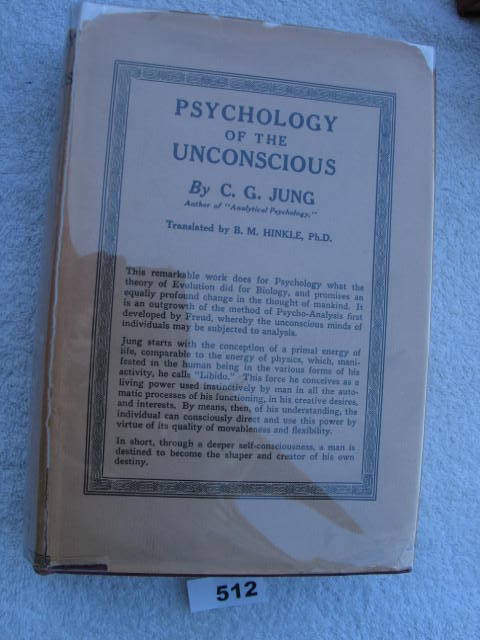 PSYCHOLOGY
OF THE
UNCONSCIOUS
By C. G. JUNG
Author of "Analytical Psychology."
Translated by B. M. HINKLE, Ph.D.
This remarkable work does for Psychology what the
theory of Evolution did for Biology, and promises an
equally profound change in the thought of mankind. It
is an outgrowth of the method of Psycho-Analysis first
developed by Freud, whereby the unconscious minds of
individuals may be subjected to analysis.
Jung starts with the conception of a primal energy of
life, comparable to the energy of physics, which, mani-
fested in the human being in the various forms of his
activity, he calls "Libido." This force he conceives as a
living power used instinctively by man in all the auto-
matic processes of his functioning, in his creative desires,
and interests. By means, then, of his understanding, the
individual can consciously direct and use this power by
virtue of its quality of movableness and flexibility.
In short, through a deeper self-consciousness, a man is
destined to become the shaper and creator of his own
destiny.
512